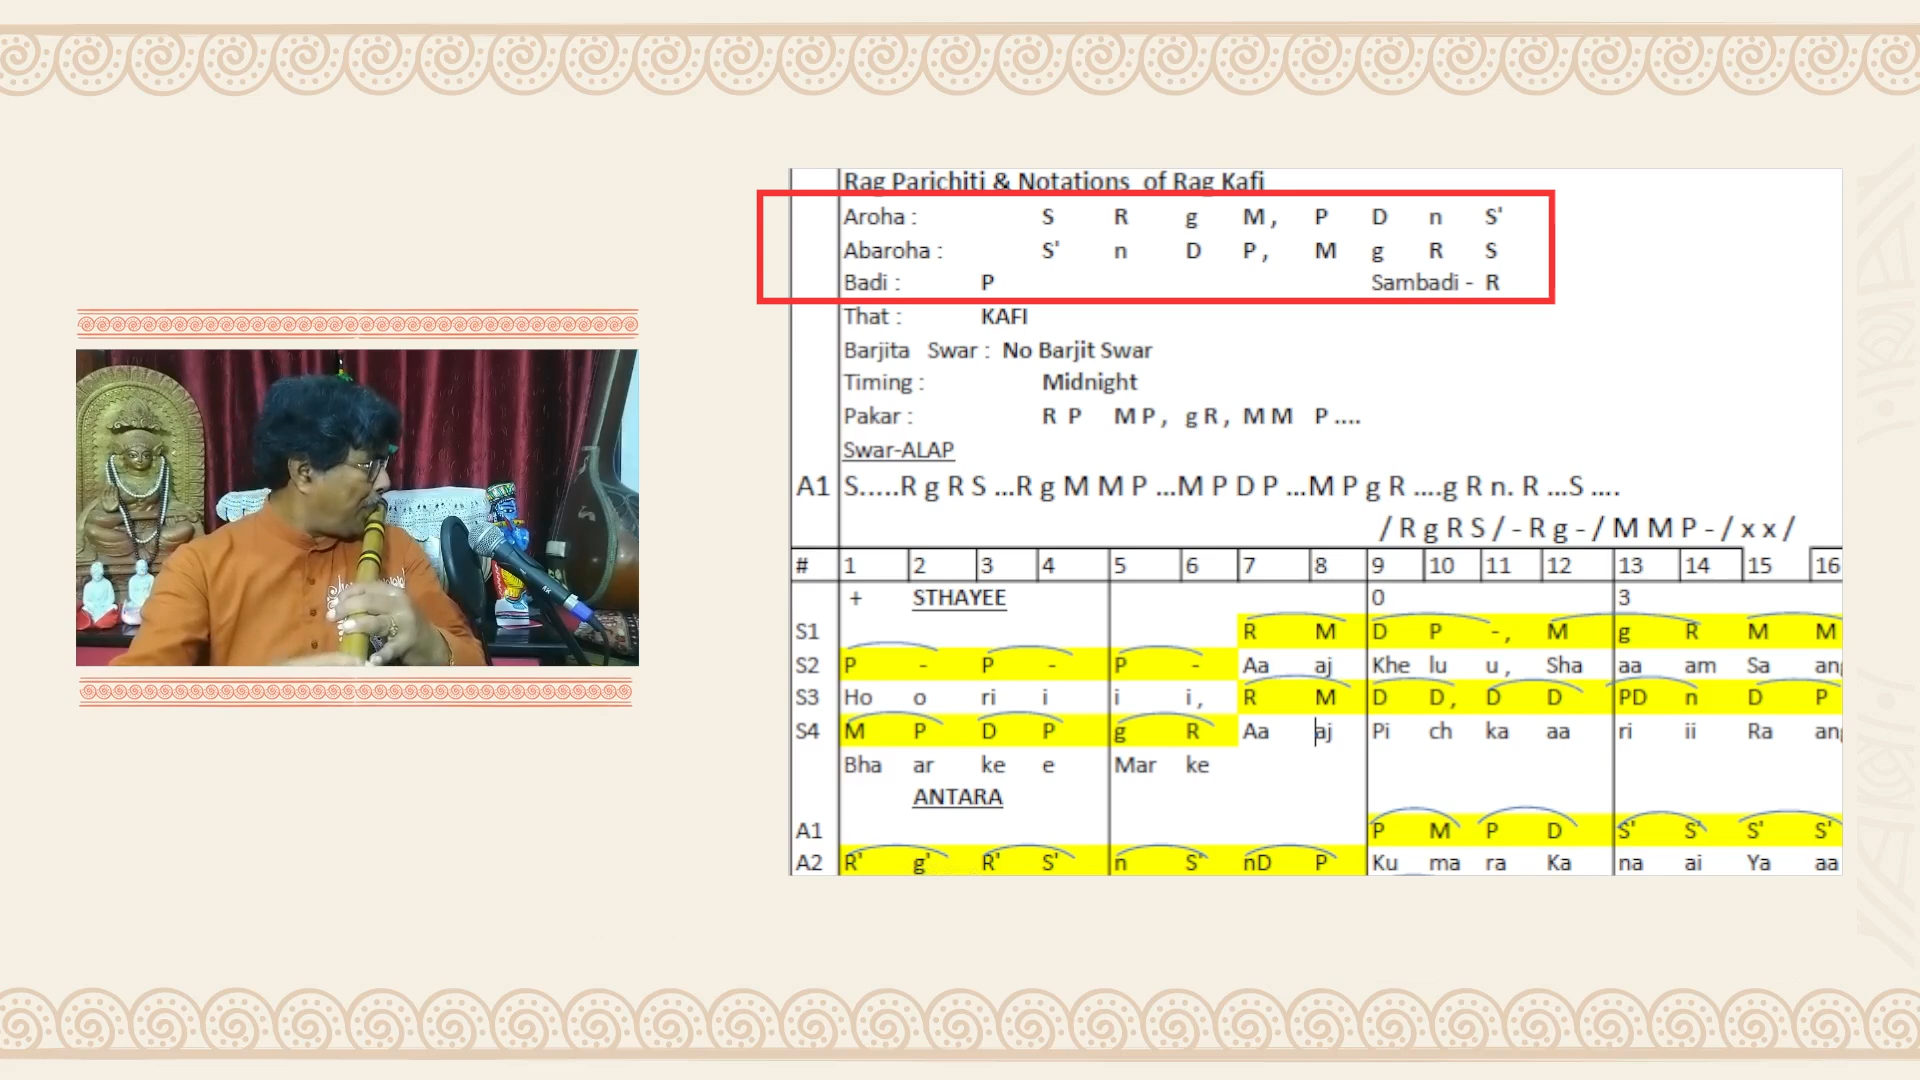 Rag Parichiti & Notations of Rag Kafi
Aroha : S R g M, P D n S'
Abaroha : S' n D P, M g R S
Badi : P Sambadi - R
That : KAFI
Barjita Swar : No Barjit Swar
Timing : Midnight
Pakar : R P M P, g R, M M P....
Swar-ALAP
A1 S.....R g R S ...R g M M P ...M P D P ...M P g R ....g R n. R ...S ....
/ R g R S / - R g - / M M P - / x x /
# 1 2 3 4 5 6 7 8 9 10 11 12 13 14 15 16
+ STHAYEE 0 3
S1 R M D P -, M g R M M
S2 P - P - P - Aa aj Khe lu u, Sha aa am Sa ang
S3 Ho o ri i i i, R M D D, D D PD n D P
S4 M P D P g R Aa aj Pi ch ka aa ri ii Ra ang
Bha ar ke e Mar ke
ANTARA
A1 P M P D S' S' S' S'
A2 R' g' R' S' n S' nD P Ku ma ra Ka na ai Ya aa